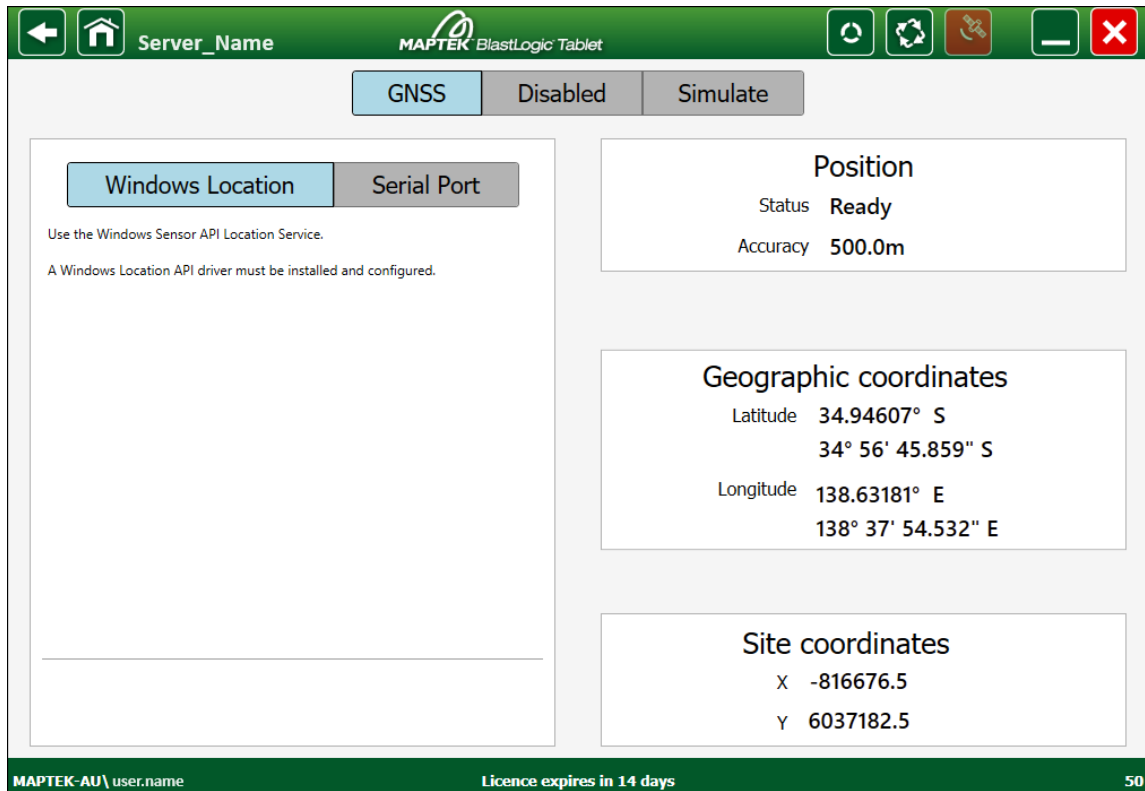 Server_Name
MAPTEK BlastLogic Tablet
GNSS Disabled Simulate
Windows Location Serial Port
Use the Windows Sensor API Location Service.
A Windows Location API driver must be installed and configured.
Position
Status Ready
Accuracy 500.0m
Geographic coordinates
Latitude 34.94607° S
34° 56' 45.859" S
Longitude 138.63181° E
138° 37' 54.532" E
Site coordinates
X -816676.5
Y 6037182.5
MAPTEK-AU\ user.name Licence expires in 14 days 50